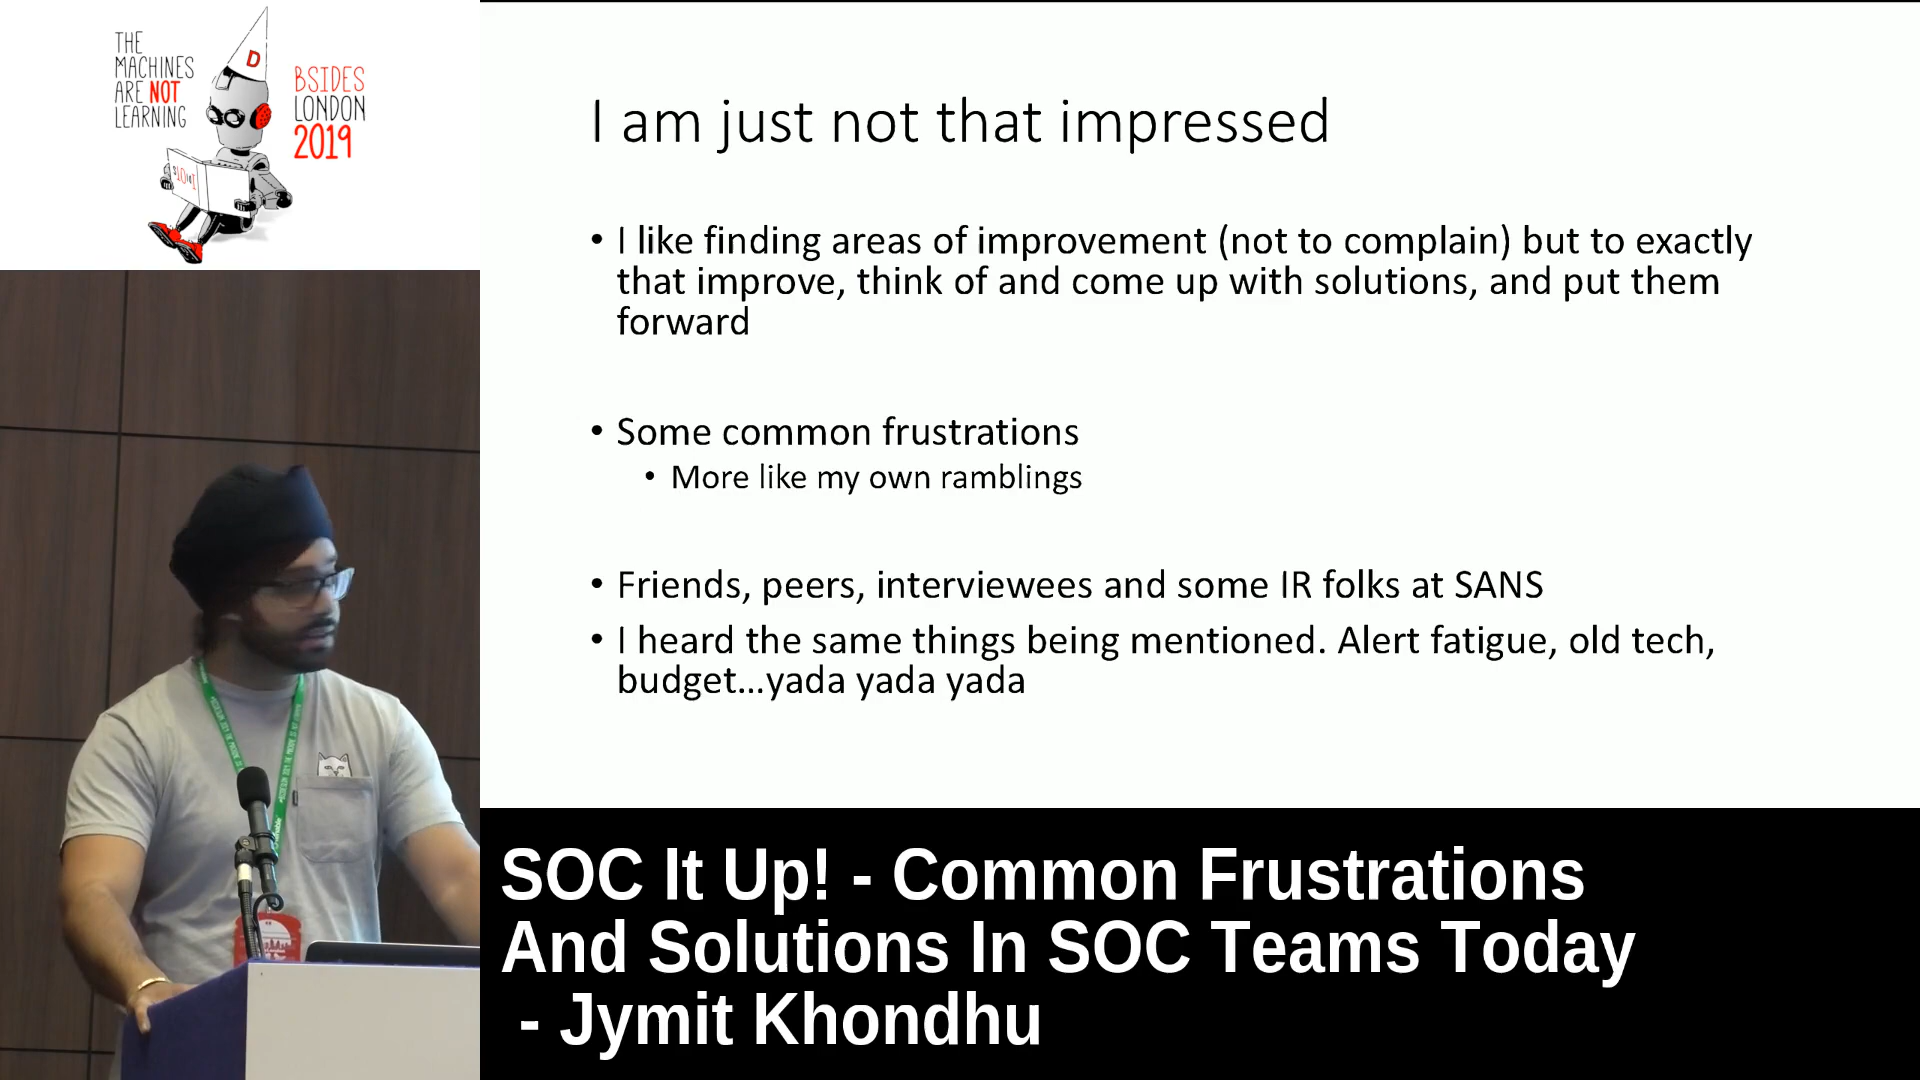 THE
MACHINES
ARE NOT
LEARNING
D
BSIDES
LONDON
2019
I am just not that impressed
• I like finding areas of improvement (not to complain) but to exactly
that improve, think of and come up with solutions, and put them
forward
• Some common frustrations
• More like my own ramblings
• Friends, peers, interviewees and some IR folks at SANS
• I heard the same things being mentioned. Alert fatigue, old tech,
budget...yada yada yada
SOC It Up! - Common Frustrations
And Solutions In SOC Teams Today
- Jymit Khondhu